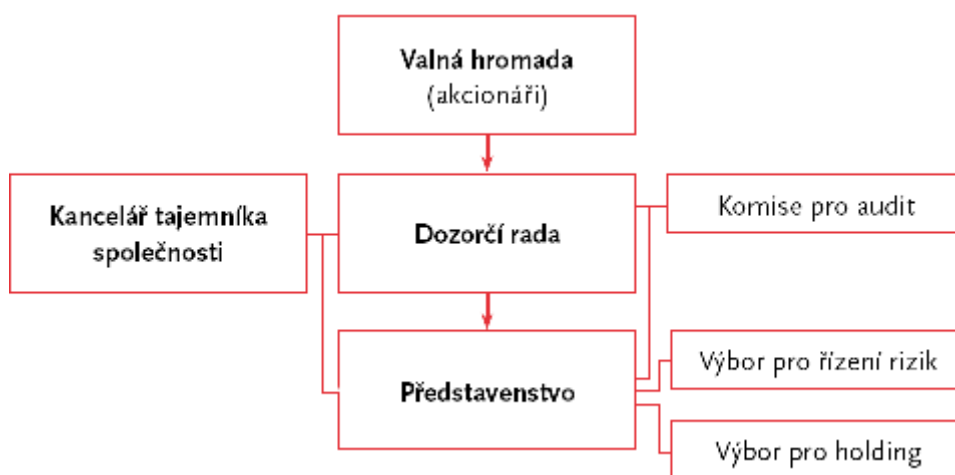 Valná hromada
(akcionáři)
Kancelář tajemníka
společnosti
Dozorčí rada
Komise pro audit
Představenstvo
Výbor pro řízení rizik
Výbor pro holding